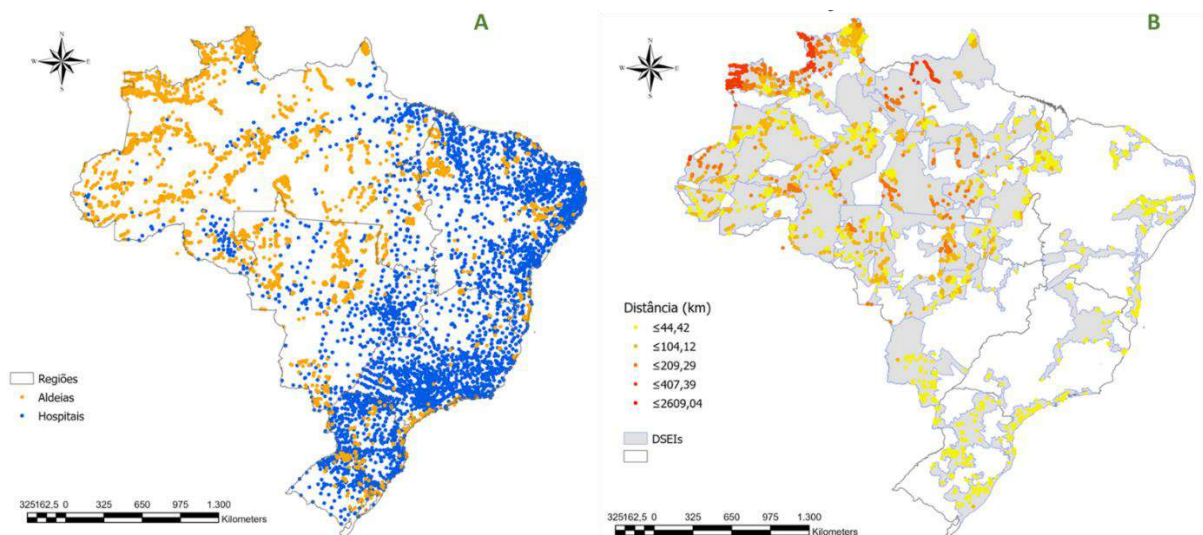 A
N
W
E
S
Regiões
Aldeias
Hospitais
325162,5 0 325 650 975 1.300
Kilometers
B
N
W
E
S
Distância (km)
≤44,42
≤104,12
≤209,29
≤407,39
≤2609,04
DSEIs
325162,5 0 325 650 975 1.300
Kilometers